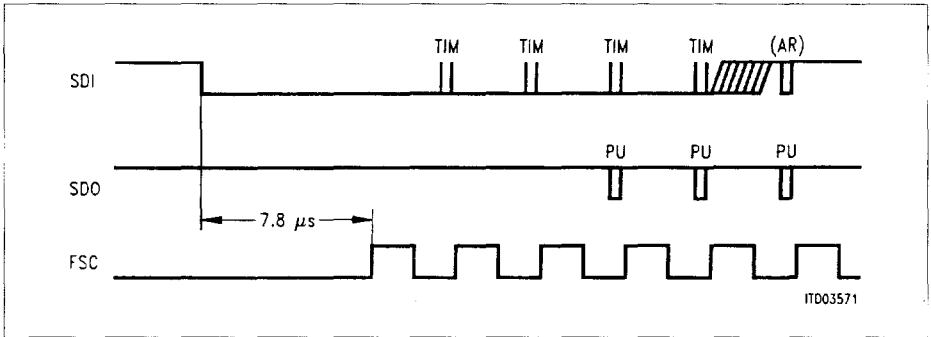 TIM TIM TIM TIM (AR)
SDI
PU PU PU
SDO
7.8 µs
FSC
ITD03571